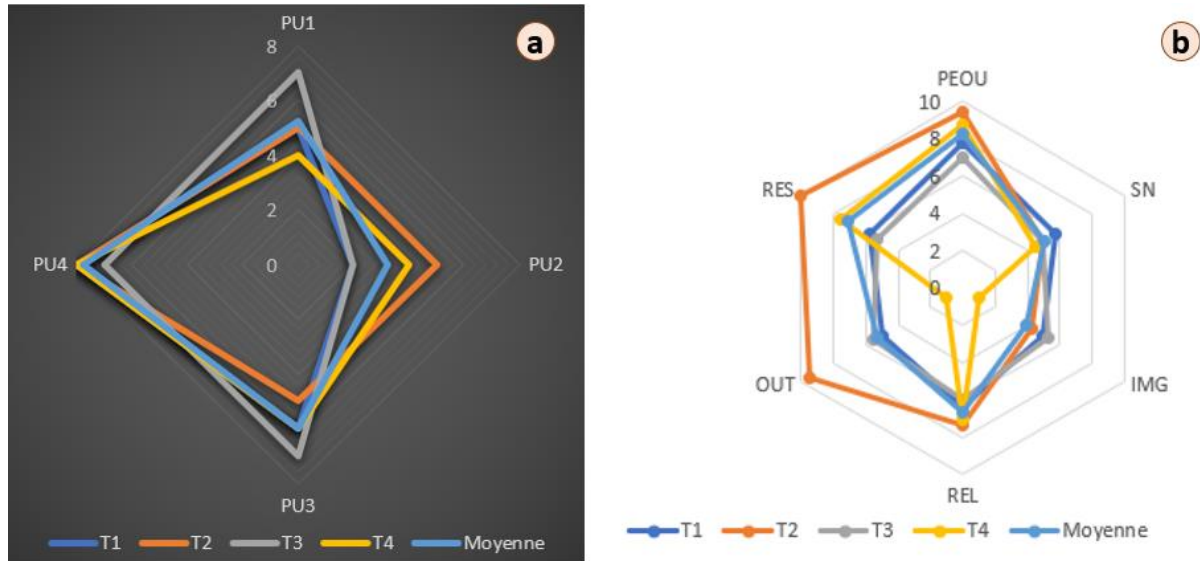 a
PU1
8
6
4
2
0
PU4
PU2
PU3
T1 T2 T3 T4 Moyenne
b
PEOU
10
8
6
4
2
0
RES
SN
OUT
IMG
REL
T1 T2 T3 T4 Moyenne